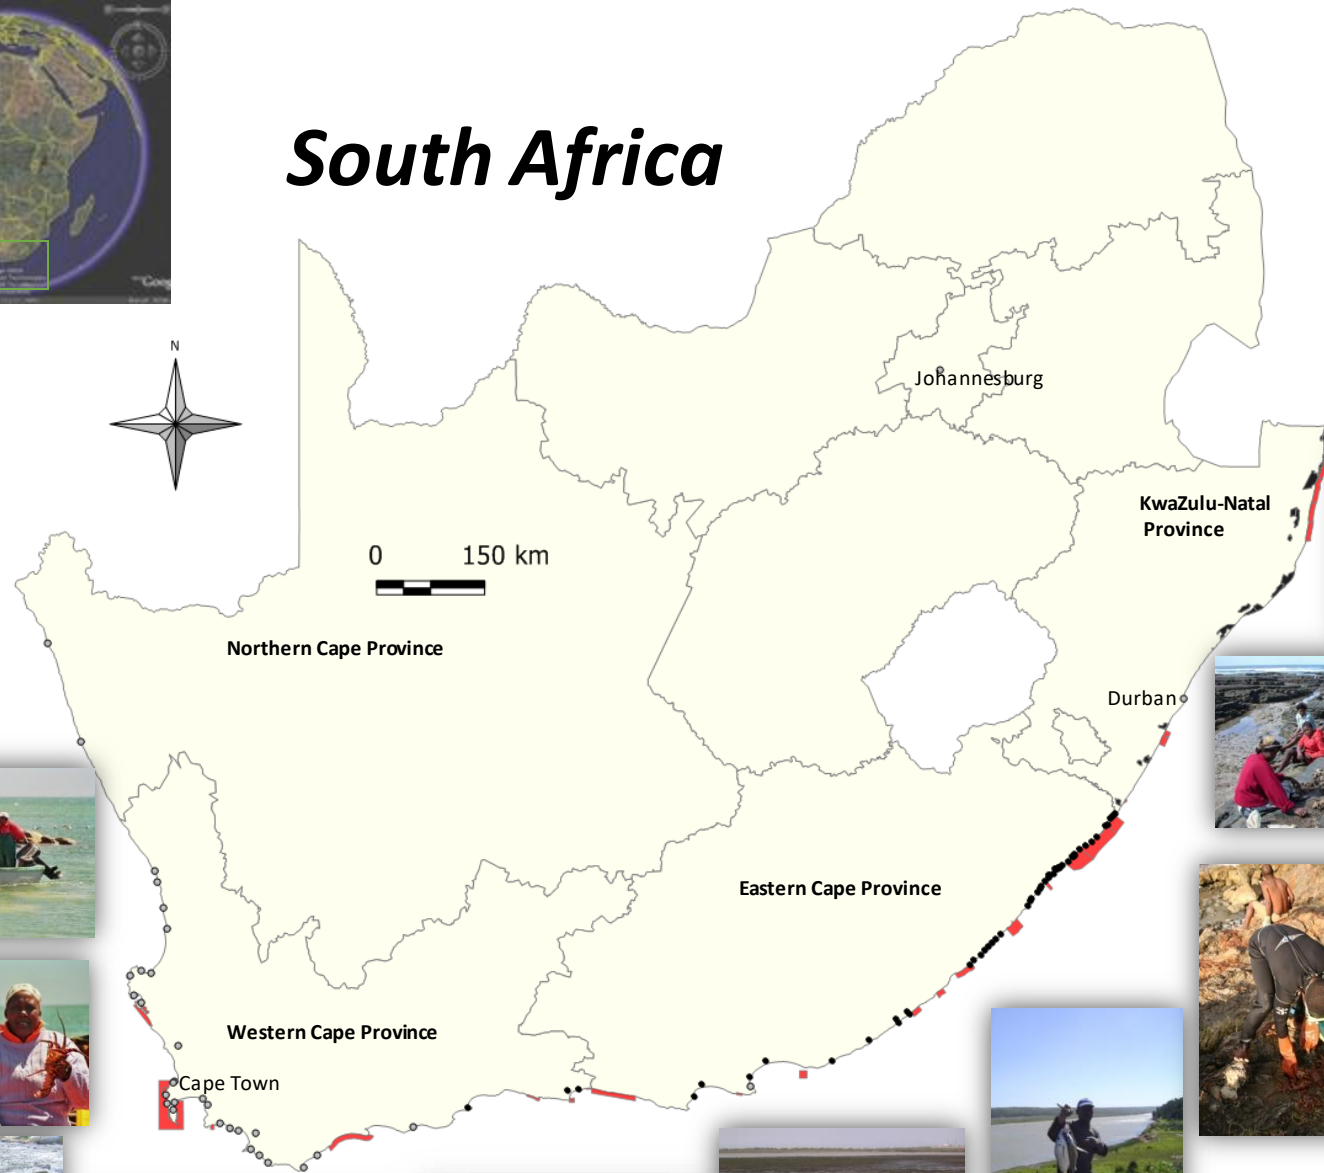 South Africa
N
Johannesburg
KwaZulu-Natal
Province
0 150 km
Northern Cape Province
Durban
Eastern Cape Province
Western Cape Province
Cape Town